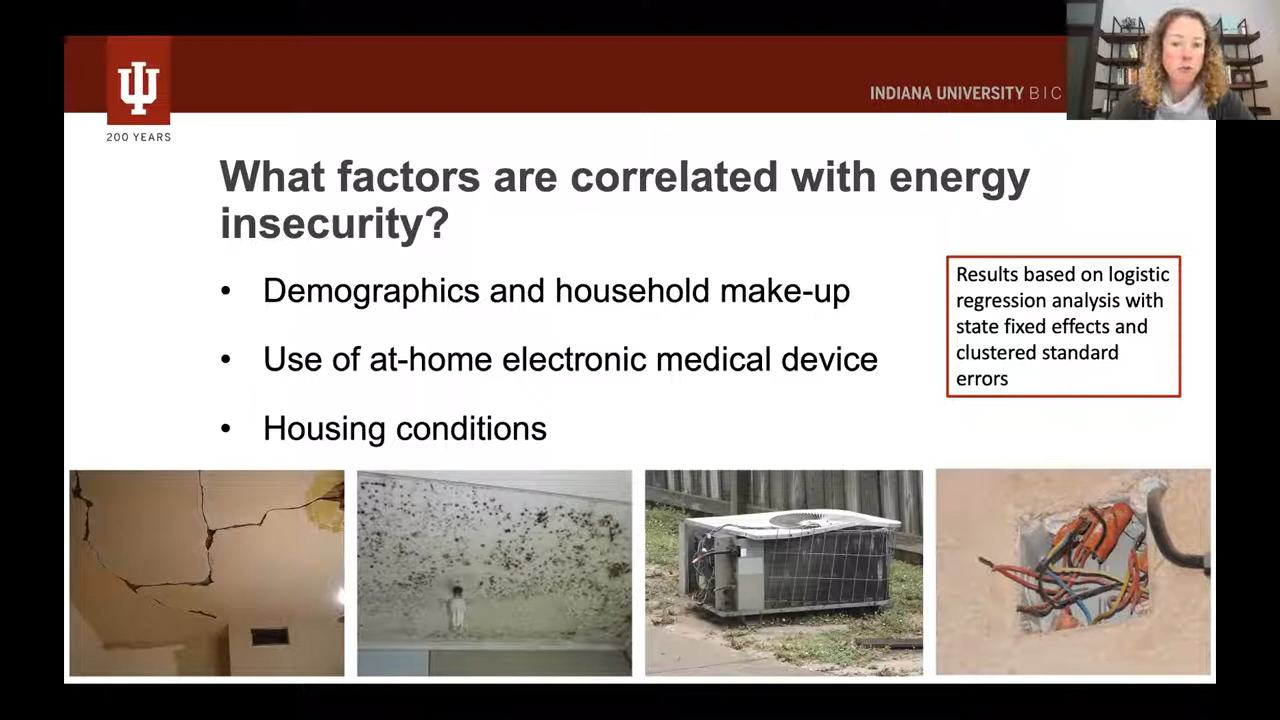 INDIANA UNIVERSITY BIC
200 YEARS
What factors are correlated with energy
insecurity?
• Demographics and household make-up
• Use of at-home electronic medical device
• Housing conditions
Results based on logistic
regression analysis with
state fixed effects and
clustered standard
errors